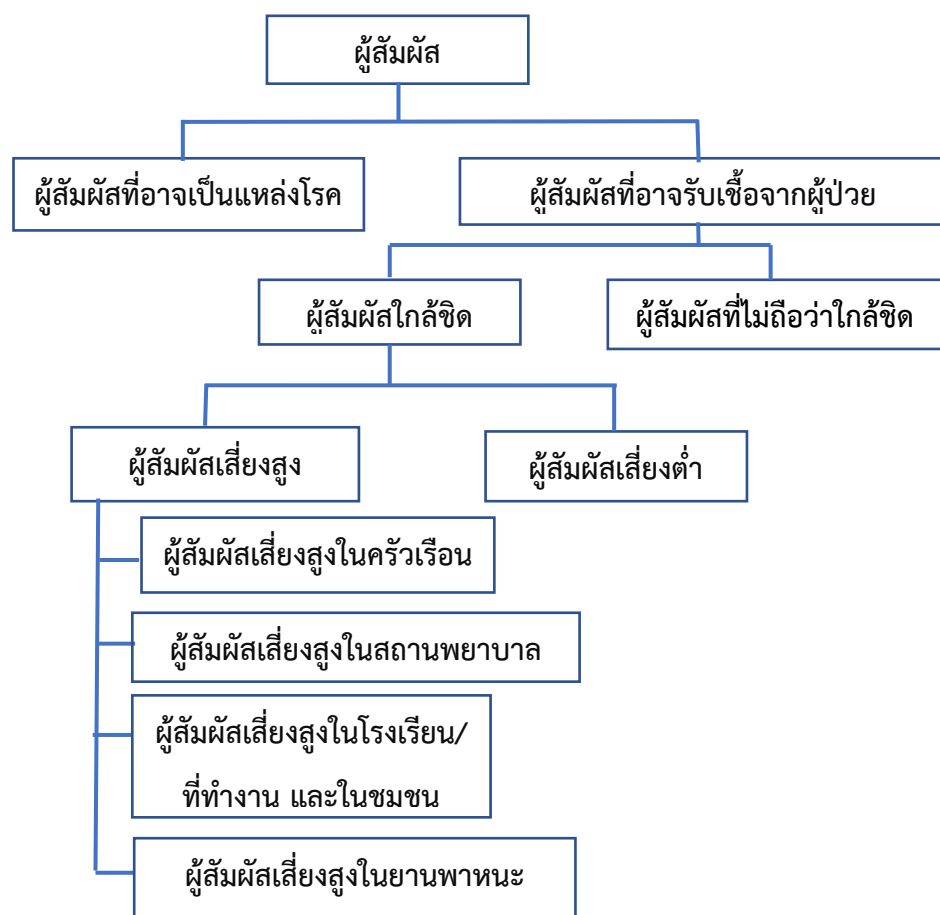 ผู้สัมผัส
ผู้สัมผัสที่อาจเป็นแหล่งโรค
ผู้สัมผัสที่อาจรับเชื้อจากผู้ป่วย
ผู้สัมผัสใกล้ชิด
ผู้สัมผัสที่ไม่ถือว่าใกล้ชิด
ผู้สัมผัสเสี่ยงสูง
ผู้สัมผัสเสี่ยงต่ำ
ผู้สัมผัสเสี่ยงสูงในครัวเรือน
ผู้สัมผัสเสี่ยงสูงในสถานพยาบาล
ผู้สัมผัสเสี่ยงสูงในโรงเรียน/
ที่ทำงาน และในชมชน
ผู้สัมผัสเสี่ยงสูงในยานพาหนะ